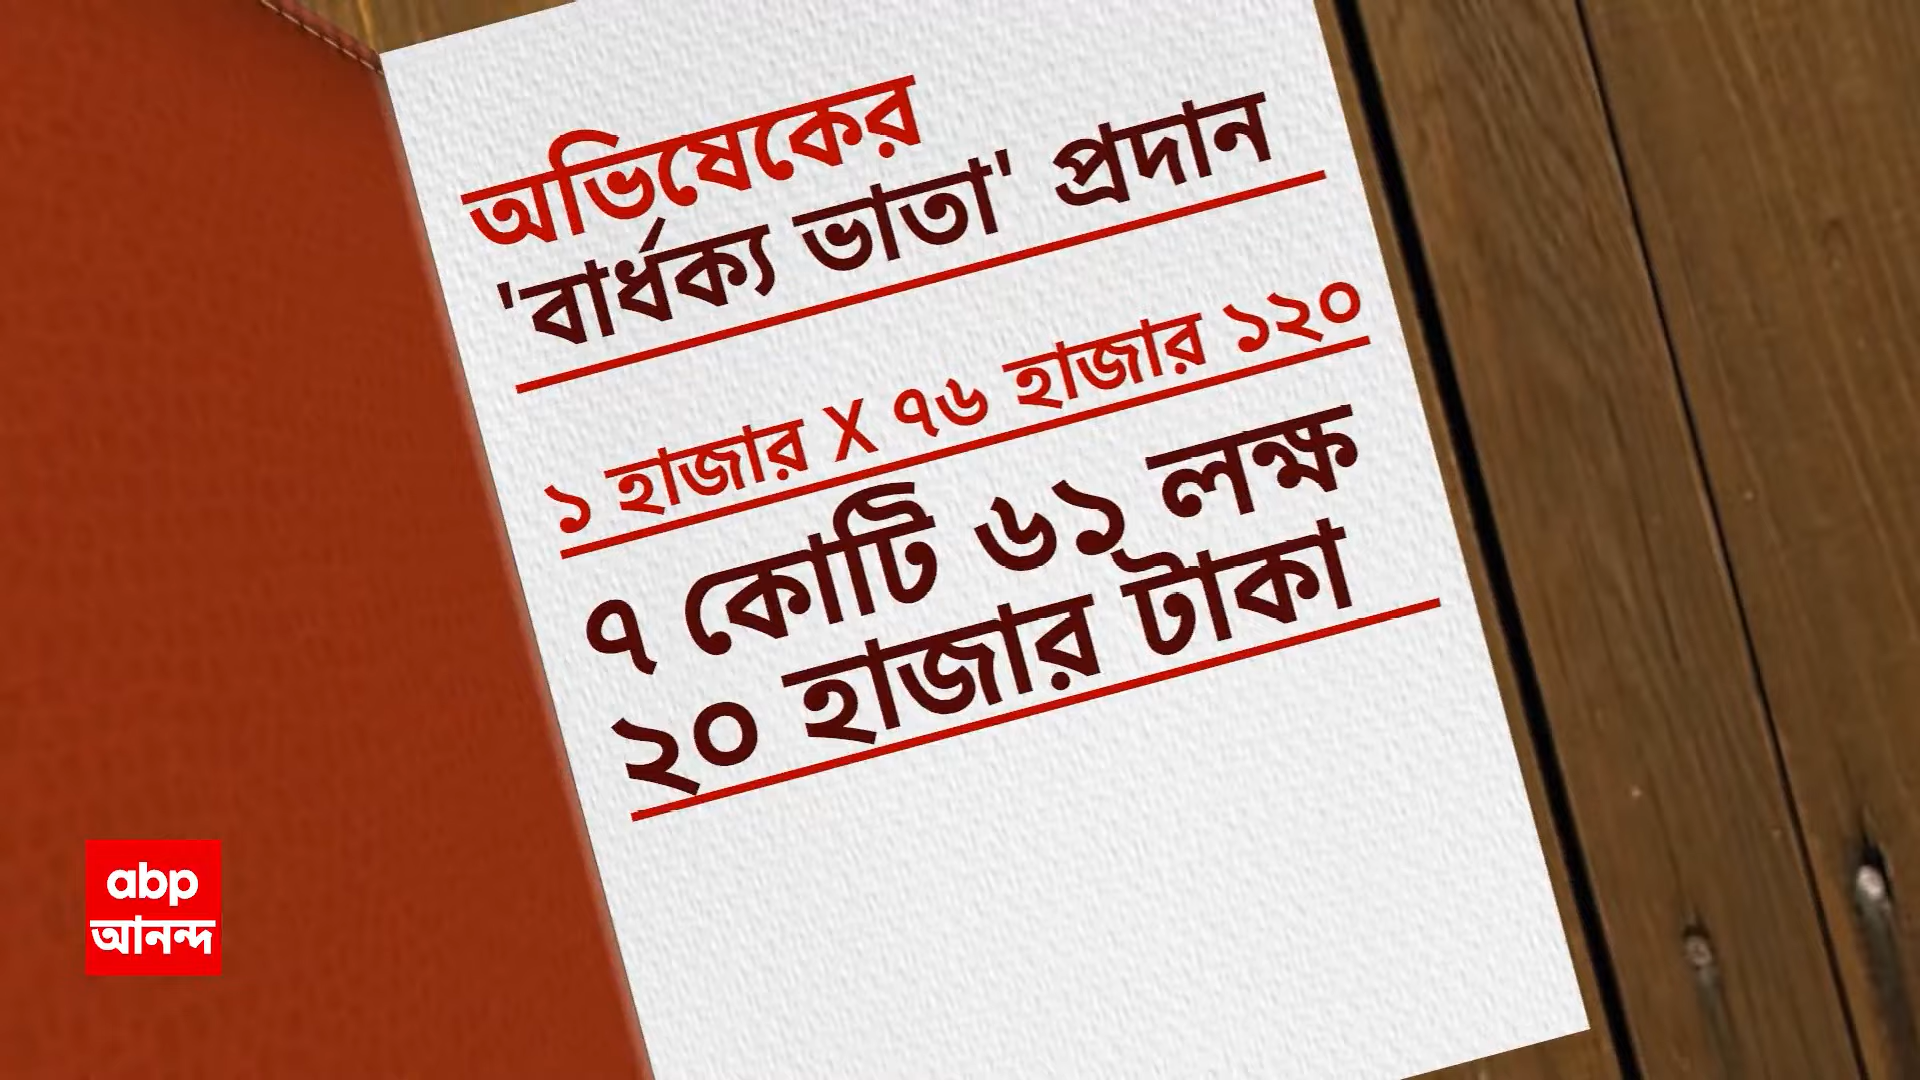 অভিষেকের
'বার্ধক্য ভাতা' প্রদান
১ হাজার X ৭৬ হাজার ১২০
৭ কোটি ৬১ লক্ষ
২০ হাজার টাকা
abp
আনন্দ